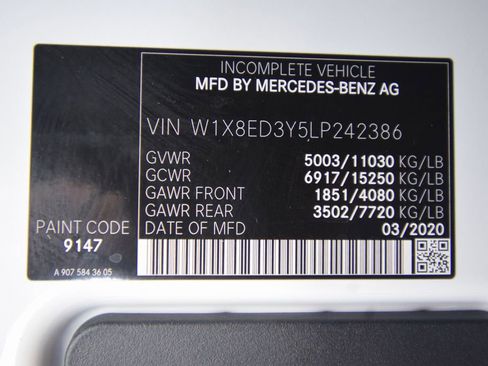 INCOMPLETE VEHICLE
MFD BY MERCEDES-BENZ AG
VIN W1X8ED3Y5LP242386
GVWR 5003/11030 KG/LB
GCWR 6917/15250 KG/LB
GAWR FRONT 1851/4080 KG/LB
GAWR REAR 3502/7720 KG/LB
DATE OF MFD 03/2020
PAINT CODE
9147
A 907 584 36 05